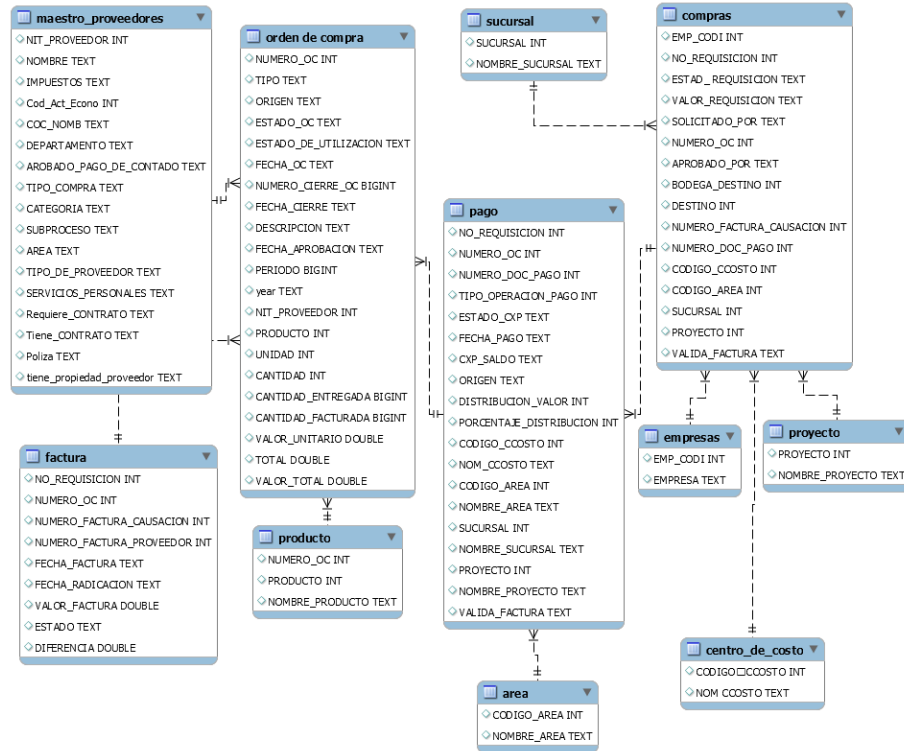 maestro_proveedores
NIT_PROVEEDOR INT
NOMBRE TEXT
IMPUESTOS TEXT
Cod_Act_Econo INT
COC_NOMB TEXT
DEPARTAMENTO TEXT
AROBADO_PAGO_DE_CONTADO TEXT
TIPO_COMPRA TEXT
CATEGORIA TEXT
SUBPROCESO TEXT
AREA TEXT
TIPO_DE_PROVEEDOR TEXT
SERVICIOS_PERSONALES TEXT
Requiere_CONTRATO TEXT
Tiene_CONTRATO TEXT
Poliza TEXT
tiene_propiedad_proveedor TEXT
orden de compra
NUMERO_OC INT
TIPO TEXT
ORIGEN TEXT
ESTADO_OC TEXT
ESTADO_DE_UTILIZACION TEXT
FECHA_OC TEXT
NUMERO_CIERRE_OC BIGINT
FECHA_CIERRE TEXT
DESCRIPCION TEXT
FECHA_APROBACION TEXT
PERIODO BIGINT
year TEXT
NIT_PROVEEDOR INT
PRODUCTO INT
UNIDAD INT
CANTIDAD INT
CANTIDAD_ENTREGADA BIGINT
CANTIDAD_FACTURADA BIGINT
VALOR_UNITARIO DOUBLE
TOTAL DOUBLE
VALOR_TOTAL DOUBLE
sucursal
SUCURSAL INT
NOMBRE_SUCURSAL TEXT
compras
EMP_CODI INT
NO_REQUISICION INT
ESTAD_REQUISICION TEXT
VALOR_REQUISICION TEXT
SOLICITADO_POR TEXT
NUMERO_OC INT
APROBADO_POR TEXT
BODEGA_DESTINO INT
DESTINO INT
NUMERO_FACTURA_CAUSACION INT
NUMERO_DOC_PAGO INT
CODIGO_CCOSTO INT
CODIGO_AREA INT
SUCURSAL INT
PROYECTO INT
VALIDA_FACTURA TEXT
pago
NO_REQUISICION INT
NUMERO_OC INT
NUMERO_DOC_PAGO INT
TIPO_OPERACION_PAGO INT
ESTADO_CXP TEXT
FECHA_PAGO TEXT
CXP_SALDO TEXT
ORIGEN TEXT
DISTRIBUCION_VALOR INT
PORCENTAJE_DISTRIBUCION INT
CODIGO_CCOSTO INT
NOM_CCOSTO TEXT
CODIGO_AREA INT
NOMBRE_AREA TEXT
SUCURSAL INT
NOMBRE_SUCURSAL TEXT
PROYECTO INT
NOMBRE_PROYECTO TEXT
VALIDA_FACTURA TEXT
empresas
EMP_CODI INT
EMPRESA TEXT
proyecto
PROYECTO INT
NOMBRE_PROYECTO TEXT
factura
NO_REQUISICION INT
NUMERO_OC INT
NUMERO_FACTURA_CAUSACION INT
NUMERO_FACTURA_PROVEEDOR INT
FECHA_FACTURA TEXT
FECHA_RADICACION TEXT
VALOR_FACTURA DOUBLE
ESTADO TEXT
DIFERENCIA DOUBLE
producto
NUMERO_OC INT
PRODUCTO INT
NOMBRE_PRODUCTO TEXT
centro_de_costo
CODIGO□CCOSTO INT
NOM CCOSTO TEXT
area
CODIGO_AREA INT
NOMBRE_AREA TEXT